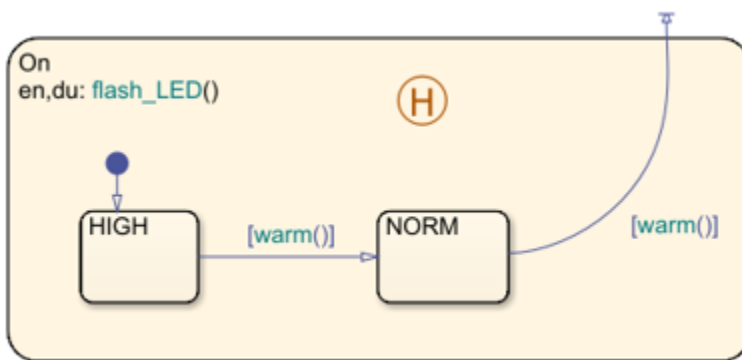 On
en,du: flash_LED()
H
HIGH
[warm()]
NORM
[warm()]